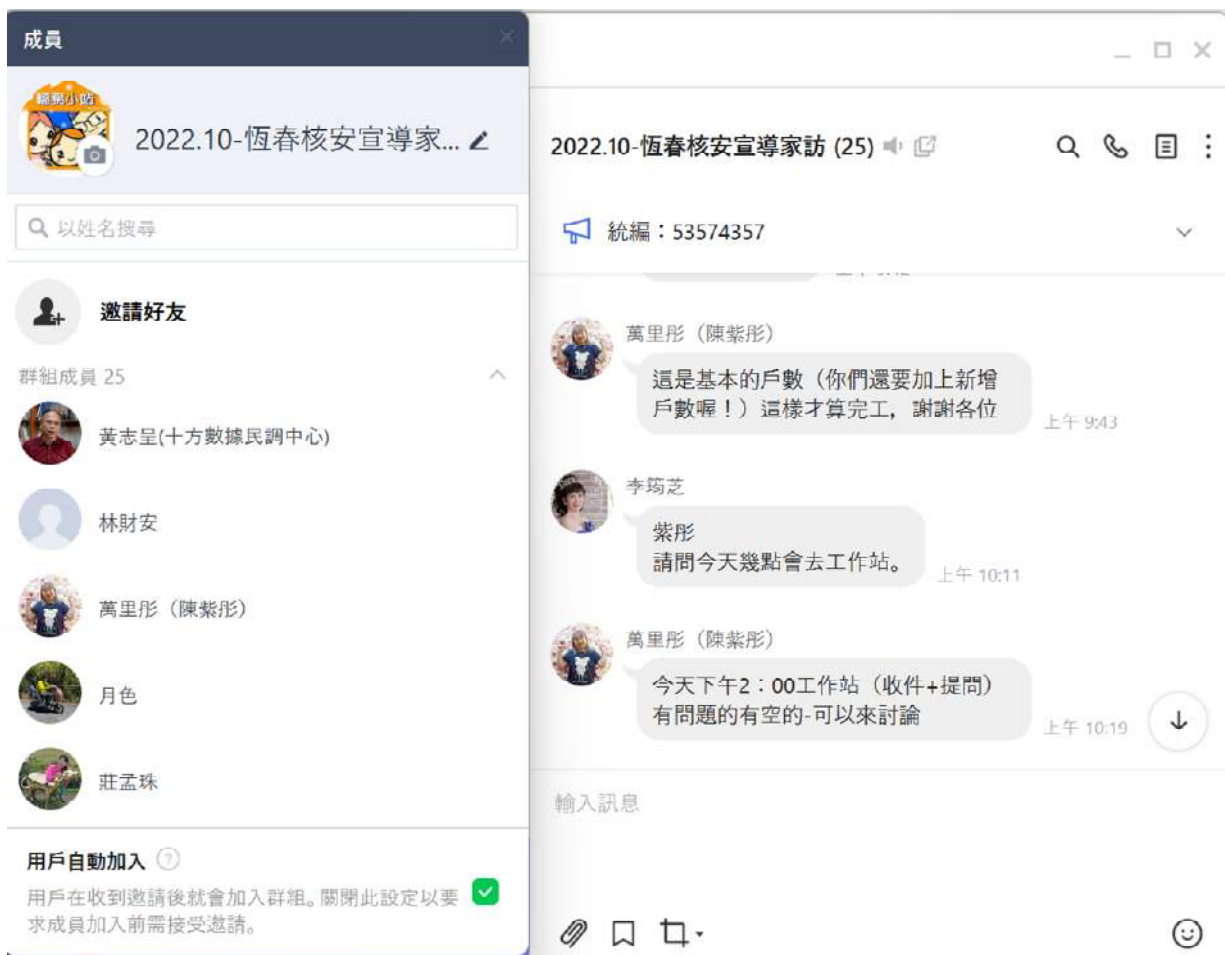 成員
2022.10-恆春核安宣導家...
以姓名搜尋
邀請好友
群組成員 25
黃志呈(十方數據民調中心)
林財安
萬里彤（陳紫彤）
月色
莊孟珠
用戶自動加入
用戶在收到邀請後就會加入群組。關閉此設定以要
求成員加入前需接受邀請。
2022.10-恆春核安宣導家訪 (25)
統編：53574357
萬里彤（陳紫彤）
這是基本的戶數（你們還要加上新增
戶數喔！）這樣才算完工，謝謝各位
上午 9:43
李筠芝
紫彤
請問今天幾點會去工作站。
上午 10:11
萬里彤（陳紫彤）
今天下午2：00工作站（收件+提問）
有問題的有空的-可以來討論
上午 10:19
輸入訊息